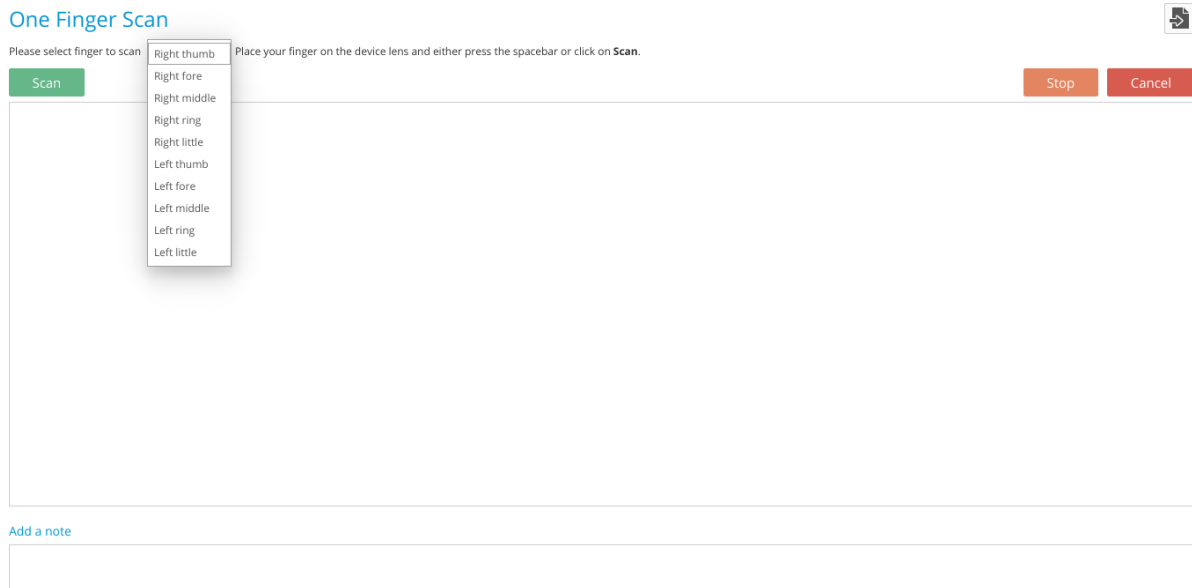 One Finger Scan
Please select finger to scan Right thumb Place your finger on the device lens and either press the spacebar or click on Scan.
Right fore
Right middle
Right ring
Right little
Left thumb
Left fore
Left middle
Left ring
Left little
Scan
Stop
Cancel
Add a note